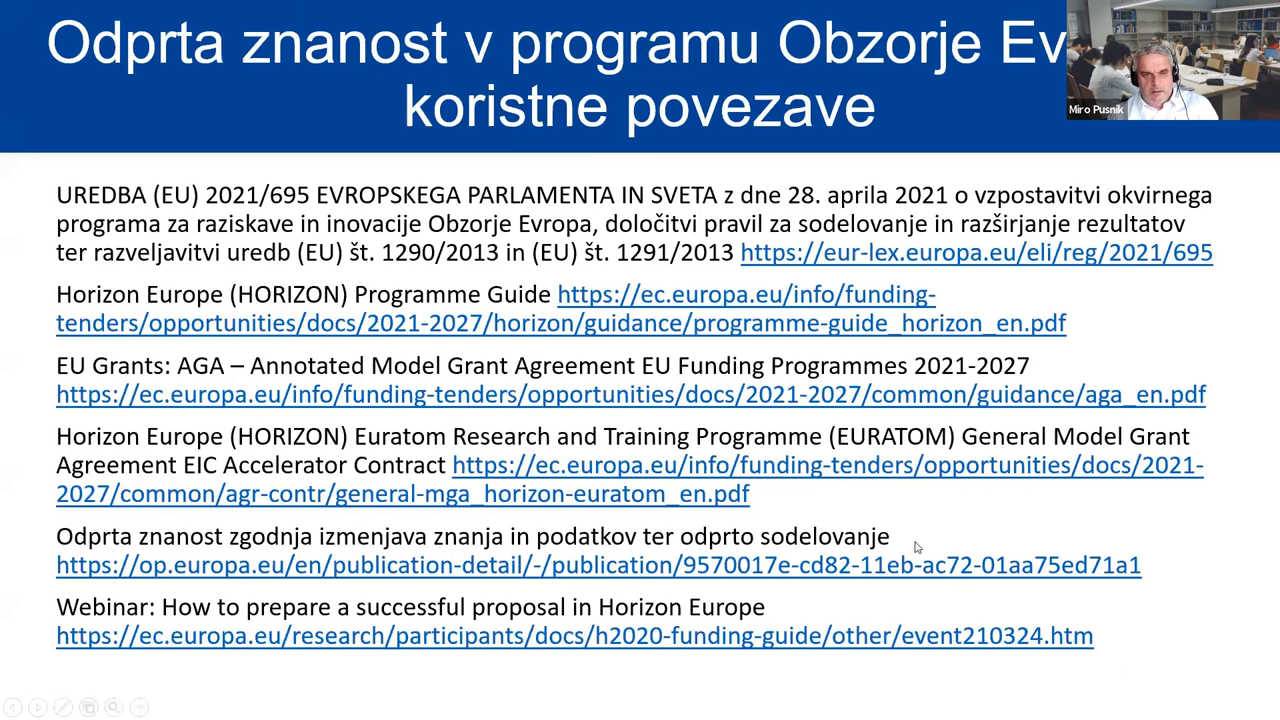 Odprta znanost v programu Obzorje Ev
koristne povezave
Miro Pusnik
UREDBA (EU) 2021/695 EVROPSKEGA PARLAMENTA IN SVETA z dne 28. aprila 2021 o vzpostavitvi okvirnega
programa za raziskave in inovacije Obzorje Evropa, določitvi pravil za sodelovanje in razširjanje rezultatov
ter razveljavitvi uredb (EU) št. 1290/2013 in (EU) št. 1291/2013 https://eur-lex.europa.eu/eli/reg/2021/695
Horizon Europe (HORIZON) Programme Guide https://ec.europa.eu/info/funding-
tenders/opportunities/docs/2021-2027/horizon/guidance/programme-guide_horizon_en.pdf
EU Grants: AGA – Annotated Model Grant Agreement EU Funding Programmes 2021-2027
https://ec.europa.eu/info/funding-tenders/opportunities/docs/2021-2027/common/guidance/aga_en.pdf
Horizon Europe (HORIZON) Euratom Research and Training Programme (EURATOM) General Model Grant
Agreement EIC Accelerator Contract https://ec.europa.eu/info/funding-tenders/opportunities/docs/2021-
2027/common/agr-contr/general-mga_horizon-euratom_en.pdf
Odprta znanost zgodnja izmenjava znanja in podatkov ter odprto sodelovanje
https://op.europa.eu/en/publication-detail/-/publication/9570017e-cd82-11eb-ac72-01aa75ed71a1
Webinar: How to prepare a successful proposal in Horizon Europe
https://ec.europa.eu/research/participants/docs/h2020-funding-guide/other/event210324.htm